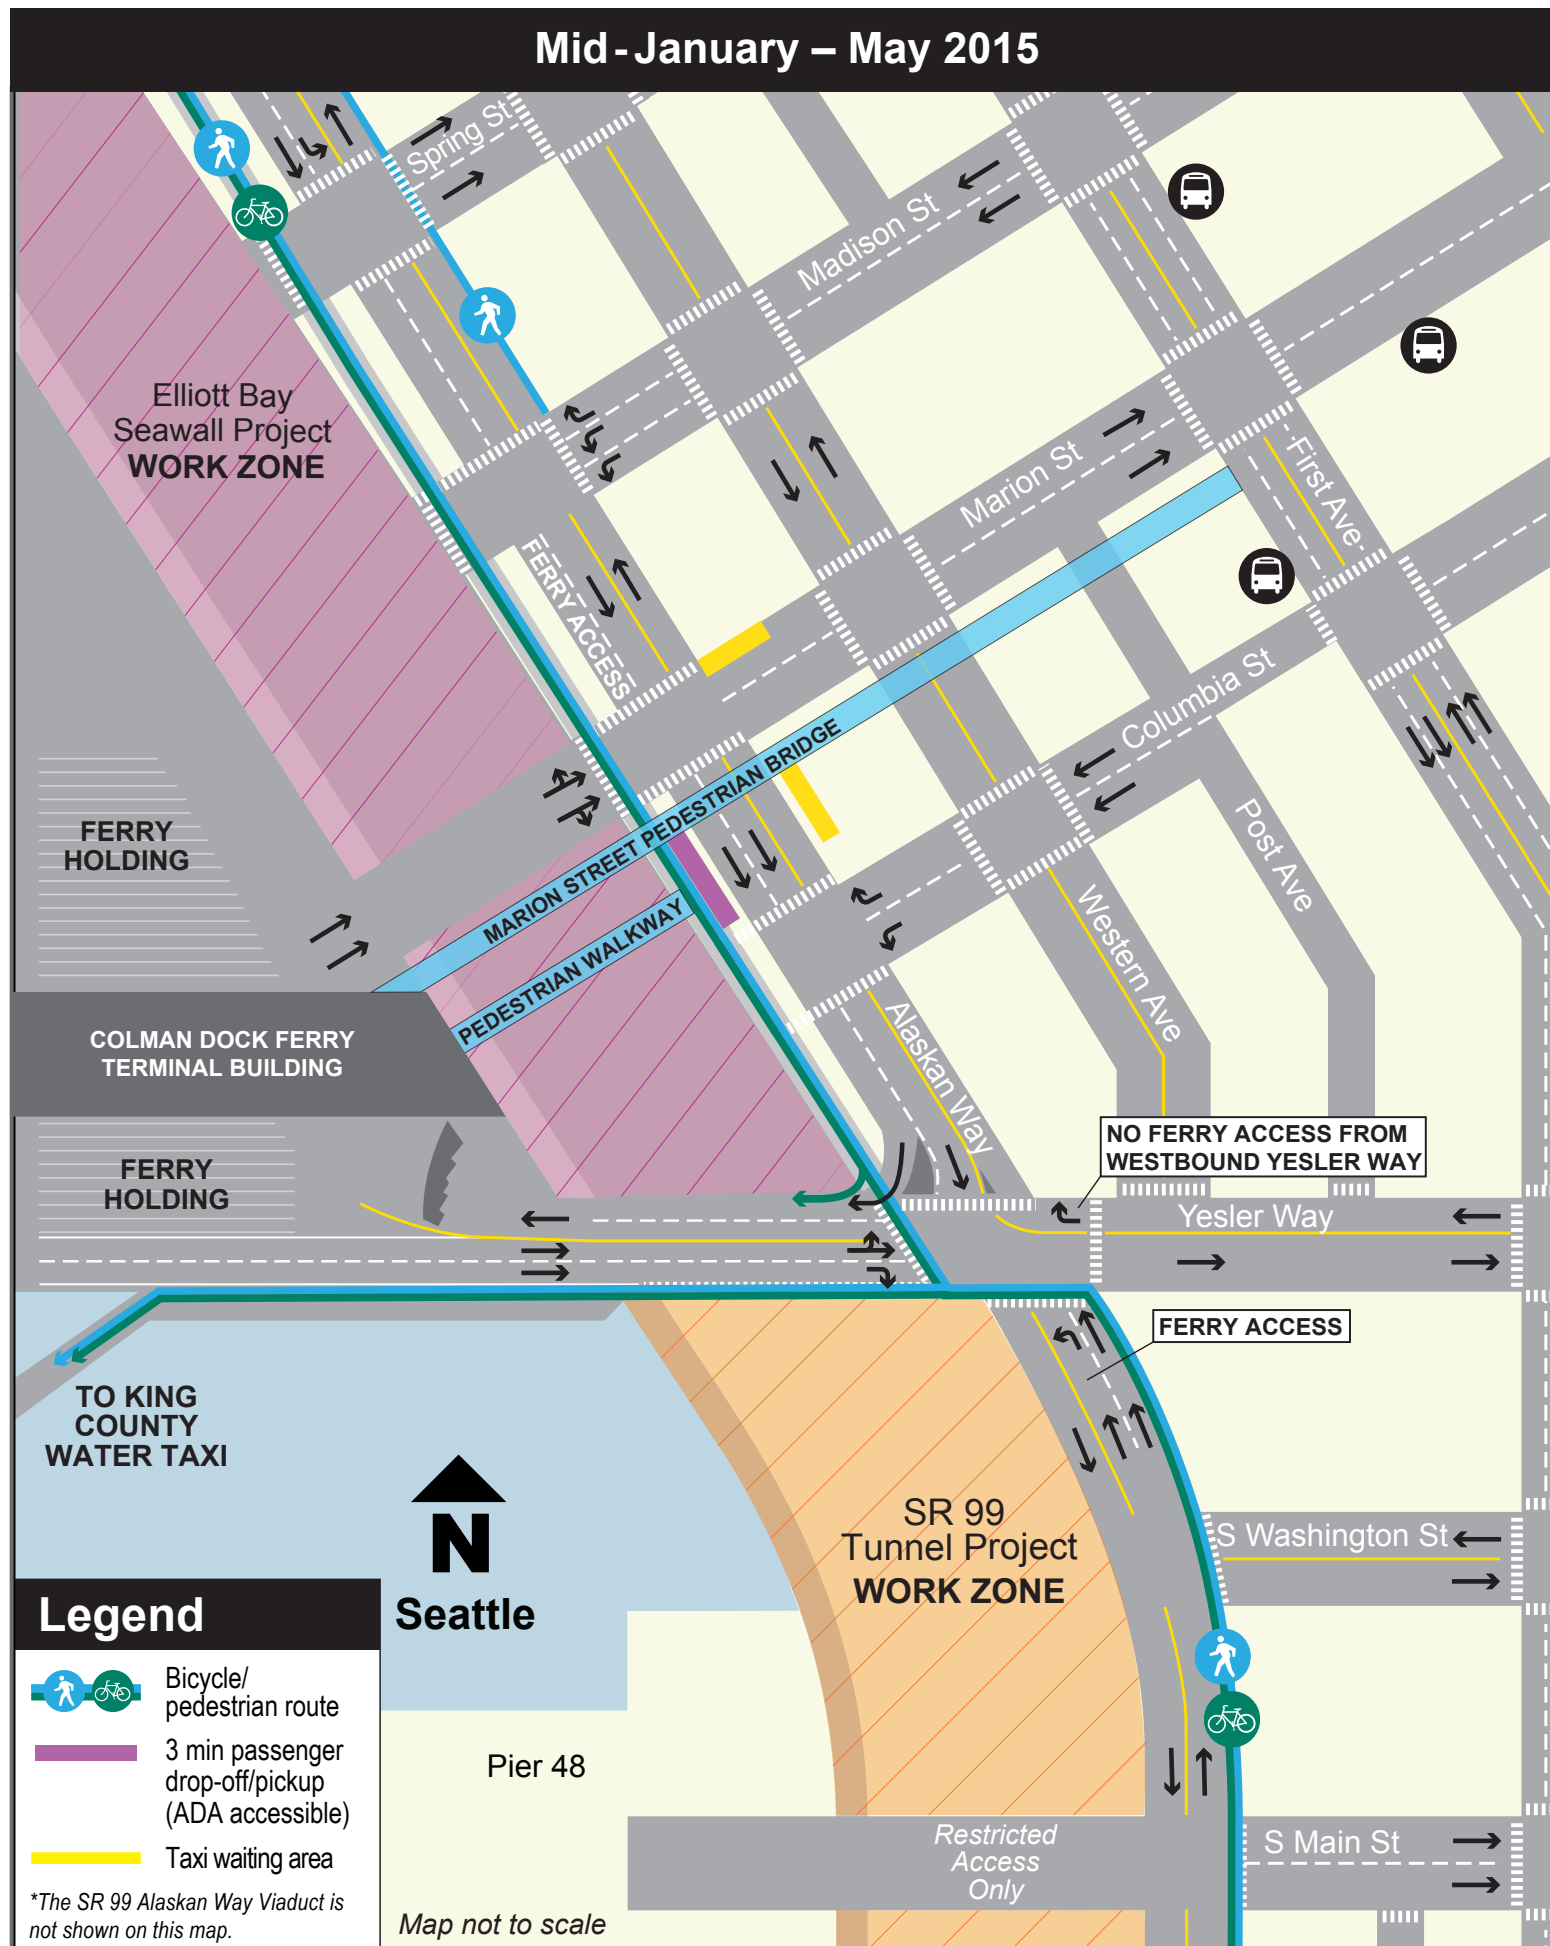 Mid-January – May 2015
Spring St
Madison St
Elliott Bay
Seawall Project
WORK ZONE
Marion St
First Ave
FERRY ACCESS
Columbia St
MARION STREET PEDESTRIAN BRIDGE
FERRY
HOLDING
Post Ave
PEDESTRIAN WALKWAY
Western Ave
COLMAN DOCK FERRY
TERMINAL BUILDING
Alaskan Way
NO FERRY ACCESS FROM
WESTBOUND YESLER WAY
FERRY
HOLDING
Yesler Way
FERRY ACCESS
TO KING
COUNTY
WATER TAXI
N
Seattle
SR 99
Tunnel Project
WORK ZONE
S Washington St
Legend
Bicycle/
pedestrian route
3 min passenger
drop-off/pickup
(ADA accessible)
Taxi waiting area
*The SR 99 Alaskan Way Viaduct is
not shown on this map.
Pier 48
Map not to scale
Restricted
Access
Only
S Main St